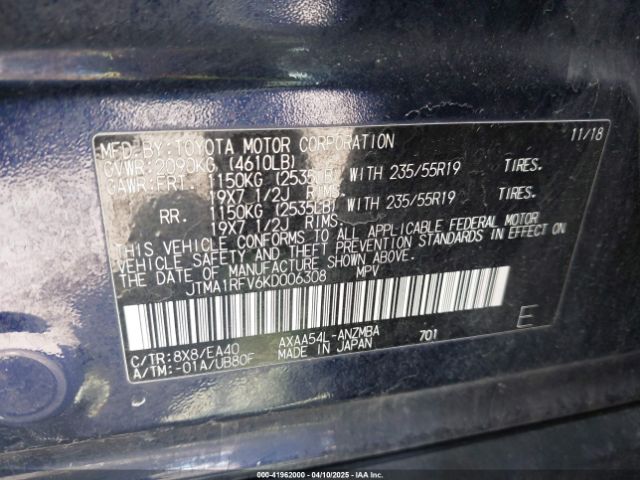 MFD BY: TOYOTA MOTOR CORPORATION 11/18
GVWR: 2090KG (4610LB)
GAWR: FRT. 1150KG (2535LB) WITH 235/55R19 TIRES.
19X7 1/2J RIMS.
RR. 1150KG (2535LB) WITH 235/55R19 TIRES.
19X7 1/2J RIMS.
THIS VEHICLE CONFORMS TO ALL APPLICABLE FEDERAL MOTOR
VEHICLE SAFETY AND THEFT PREVENTION STANDARDS IN EFFECT ON
THE DATE OF MANUFACTURE SHOWN ABOVE.
JTMA1RFV6KD006308 MPV
C/TR: 8X8/EA40 AXAA54L-ANZMBA 701 E
A/TM: -01A/UB80F MADE IN JAPAN
000-41962000 - 04/10/2025 - IAA Inc.